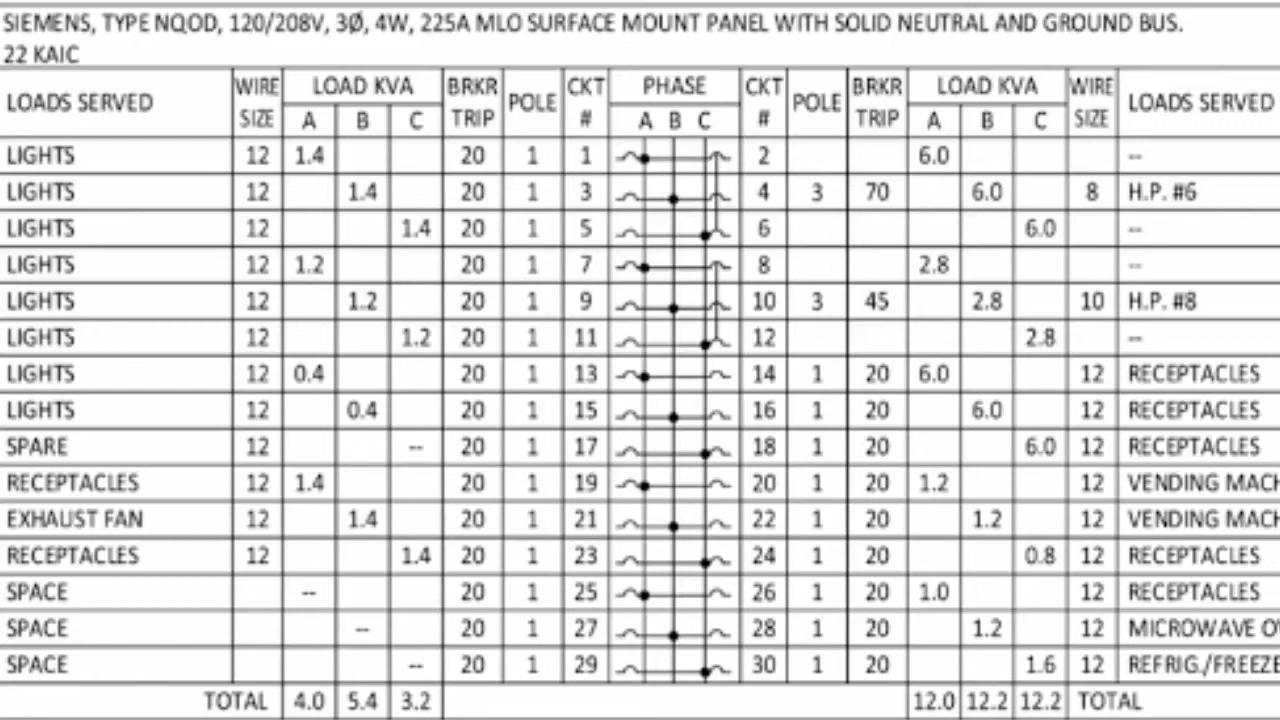 SIEMENS, TYPE NQOD, 120/208V, 3Ø, 4W, 225A MLO SURFACE MOUNT PANEL WITH SOLID NEUTRAL AND GROUND BUS.
22 KAIC
LOADS SERVED WIRE SIZE LOAD KVA A B C BRKR TRIP POLE CKT # PHASE A B C CKT # POLE BRKR TRIP LOAD KVA A B C WIRE SIZE LOADS SERVED
LIGHTS 12 1.4 20 1 1 2 6.0 --
LIGHTS 12 1.4 20 1 3 4 3 70 6.0 8 H.P. #6
LIGHTS 12 1.4 20 1 5 6 6.0 --
LIGHTS 12 1.2 20 1 7 8 2.8 --
LIGHTS 12 1.2 20 1 9 10 3 45 2.8 10 H.P. #8
LIGHTS 12 1.2 20 1 11 12 2.8 --
LIGHTS 12 0.4 20 1 13 14 1 20 6.0 12 RECEPTACLES
LIGHTS 12 0.4 20 1 15 16 1 20 6.0 12 RECEPTACLES
SPARE 12 -- 20 1 17 18 1 20 6.0 12 RECEPTACLES
RECEPTACLES 12 1.4 20 1 19 20 1 20 1.2 12 VENDING MACH
EXHAUST FAN 12 1.4 20 1 21 22 1 20 1.2 12 VENDING MACH
RECEPTACLES 12 1.4 20 1 23 24 1 20 0.8 12 RECEPTACLES
SPACE -- 20 1 25 26 1 20 1.0 12 RECEPTACLES
SPACE -- 20 1 27 28 1 20 1.2 12 MICROWAVE OV
SPACE -- 20 1 29 30 1 20 1.6 12 REFRIG./FREEZE
TOTAL 4.0 5.4 3.2 12.0 12.2 12.2 TOTAL